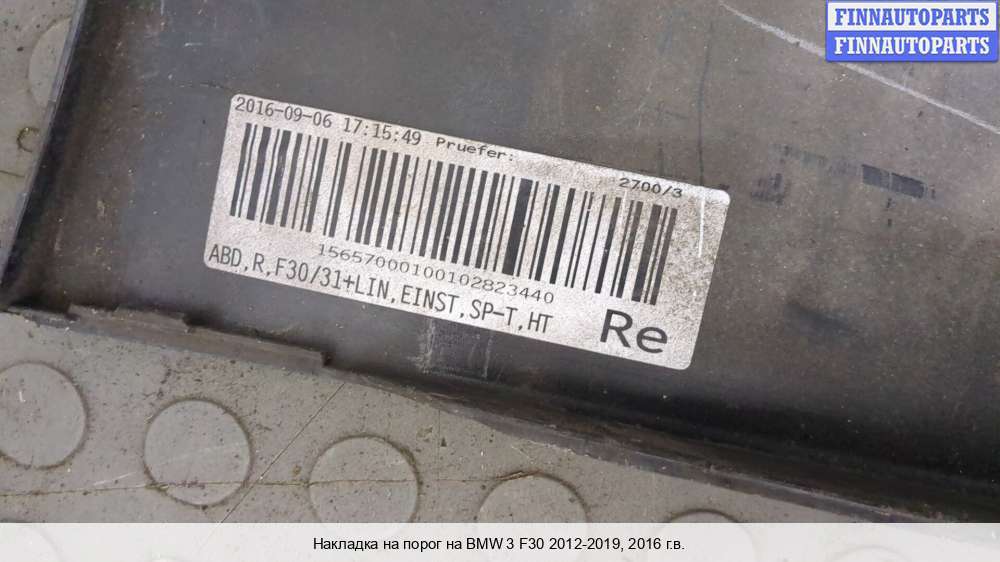 FINNAUTOPARTS
FINNAUTOPARTS
2016-09-06 17:15:49 Pruefer:
2700/3
15657000100102823440
ABD,R,F30/31+LIN,EINST,SP-T,HT
Re
Накладка на порог на BMW 3 F30 2012-2019, 2016 г.в.